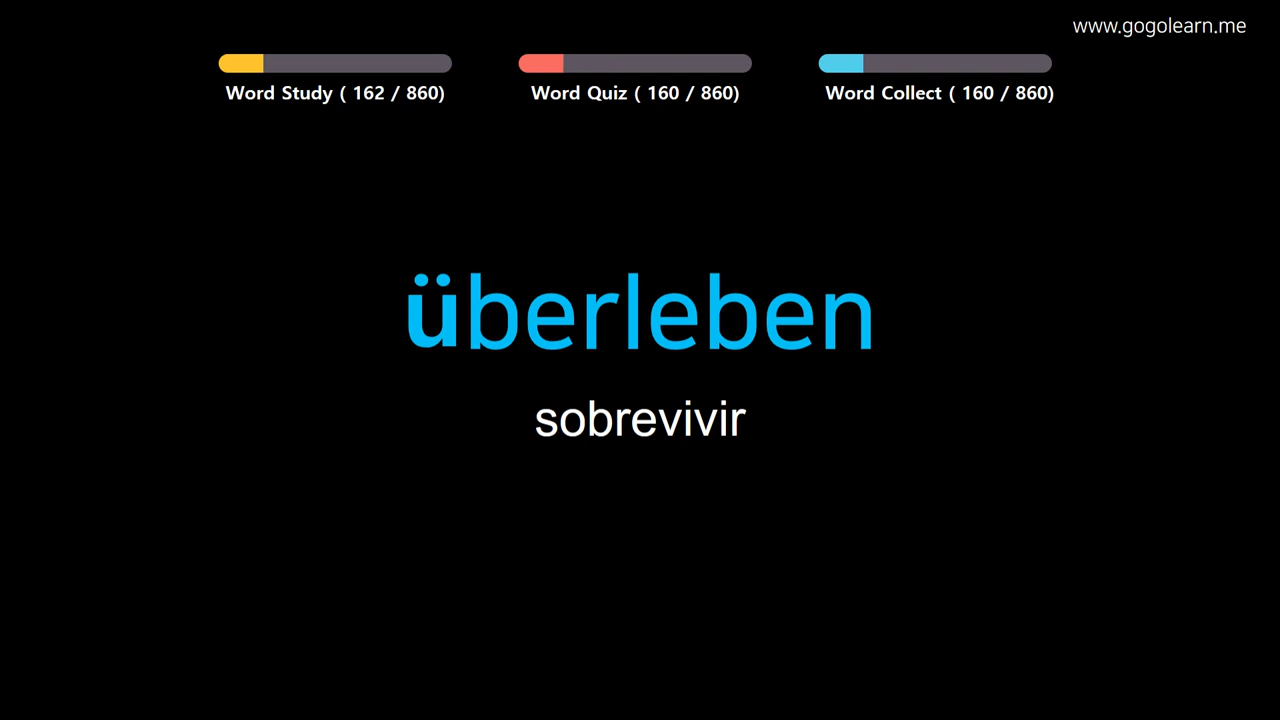 www.gogolearn.me
Word Study ( 162 / 860)
Word Quiz ( 160 / 860)
Word Collect ( 160 / 860)
überleben
sobrevivir